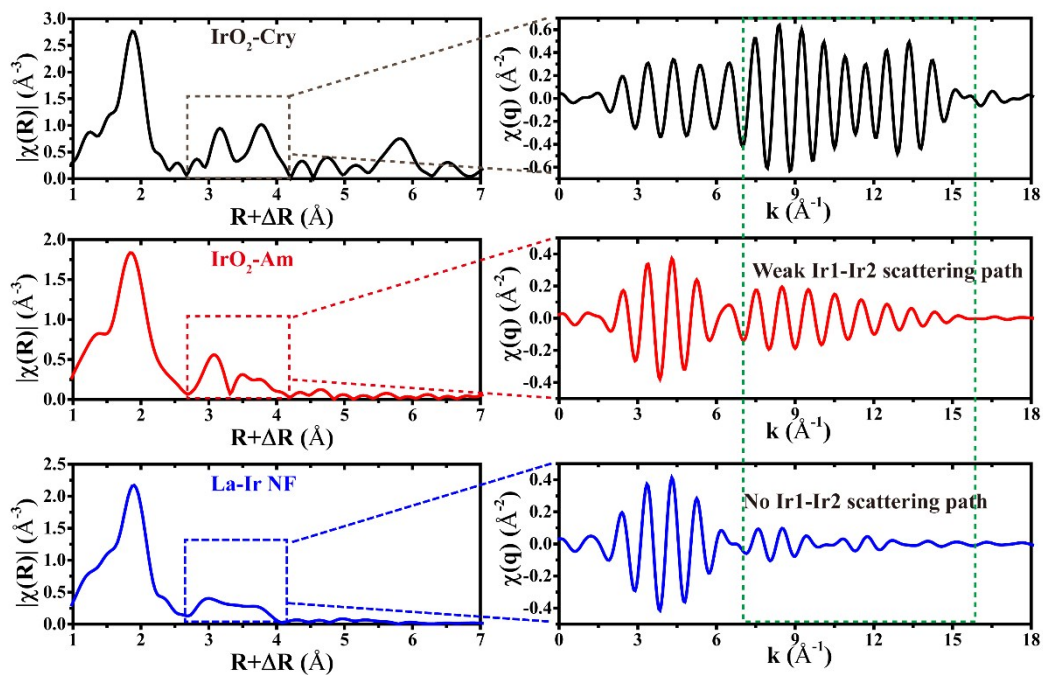 IrO₂-Cry
|χ(R)| (Å⁻³)
3.0
2.5
2.0
1.5
1.0
0.5
0.0
1 2 3 4 5 6 7
R+ΔR (Å)
χ(q) (Å⁻²)
0.6
0.3
0.0
-0.3
-0.6
0 3 6 9 12 15 18
k (Å⁻¹)
IrO₂-Am
|χ(R)| (Å⁻³)
2.0
1.5
1.0
0.5
0.0
1 2 3 4 5 6 7
R+ΔR (Å)
Weak Ir1-Ir2 scattering path
χ(q) (Å⁻²)
0.4
0.2
0.0
-0.2
-0.4
0 3 6 9 12 15 18
k (Å⁻¹)
La-Ir NF
|χ(R)| (Å⁻³)
2.5
2.0
1.5
1.0
0.5
0.0
1 2 3 4 5 6 7
R+ΔR (Å)
No Ir1-Ir2 scattering path
χ(q) (Å⁻²)
0.4
0.2
0.0
-0.2
-0.4
0 3 6 9 12 15 18
k (Å⁻¹)